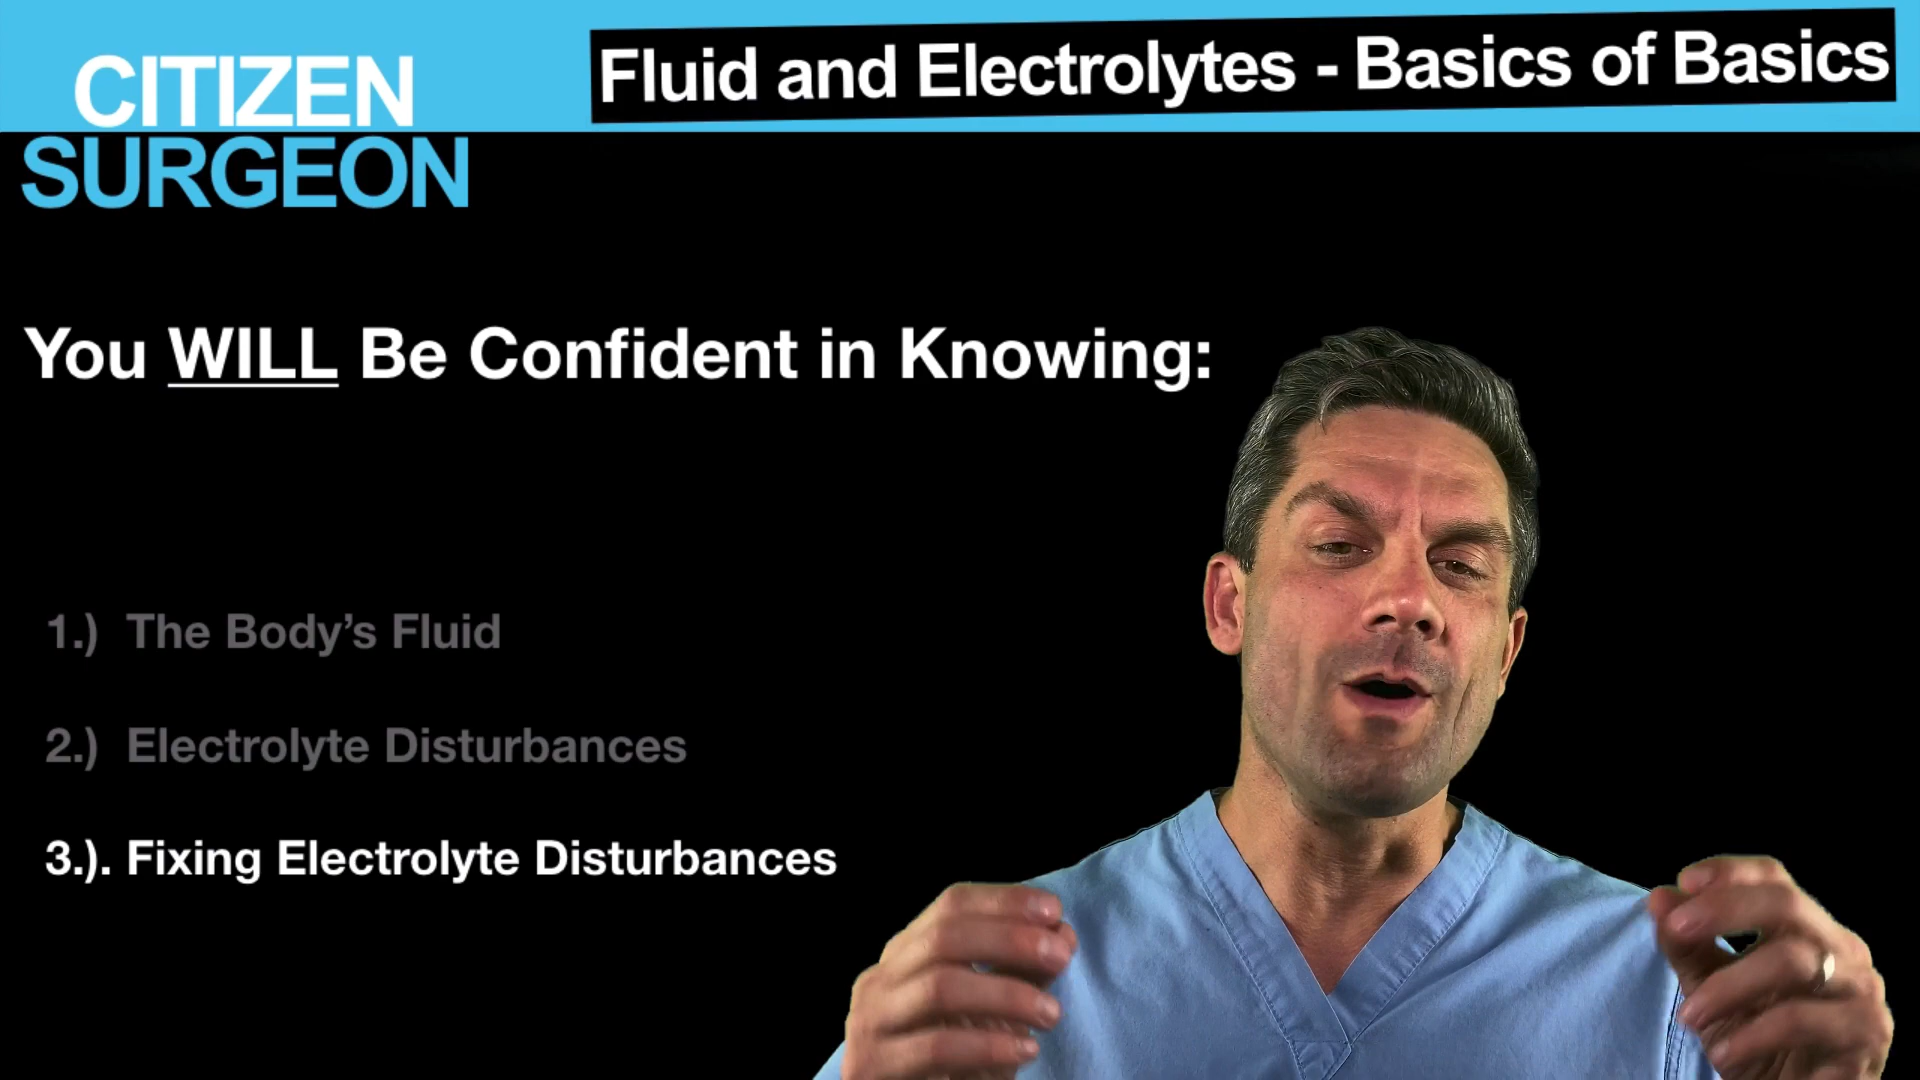 CITIZEN
SURGEON
Fluid and Electrolytes - Basics of Basics
You WILL Be Confident in Knowing:
1.) The Body’s Fluid
2.) Electrolyte Disturbances
3.). Fixing Electrolyte Disturbances